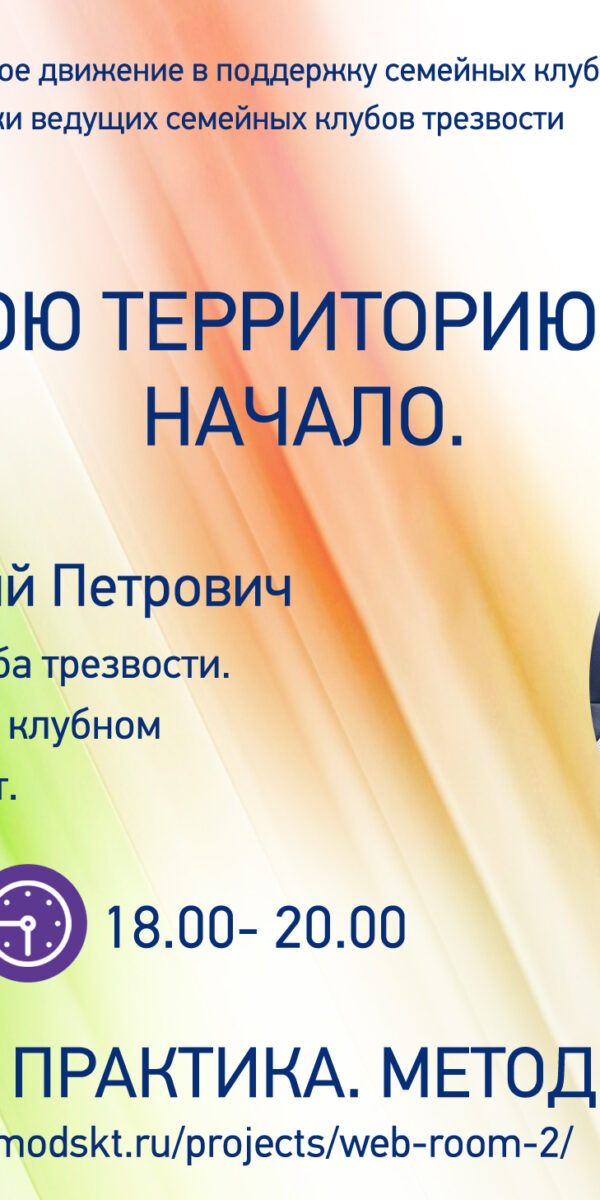 ое движение в поддержку семейных клуб
ки ведущих семейных клубов трезвости
ОЮ ТЕРРИТОРИЮ
НАЧАЛО.
ий Петрович
ба трезвости.
клубном
т.
18.00- 20.00
ПРАКТИКА. МЕТОД
modskt.ru/projects/web-room-2/